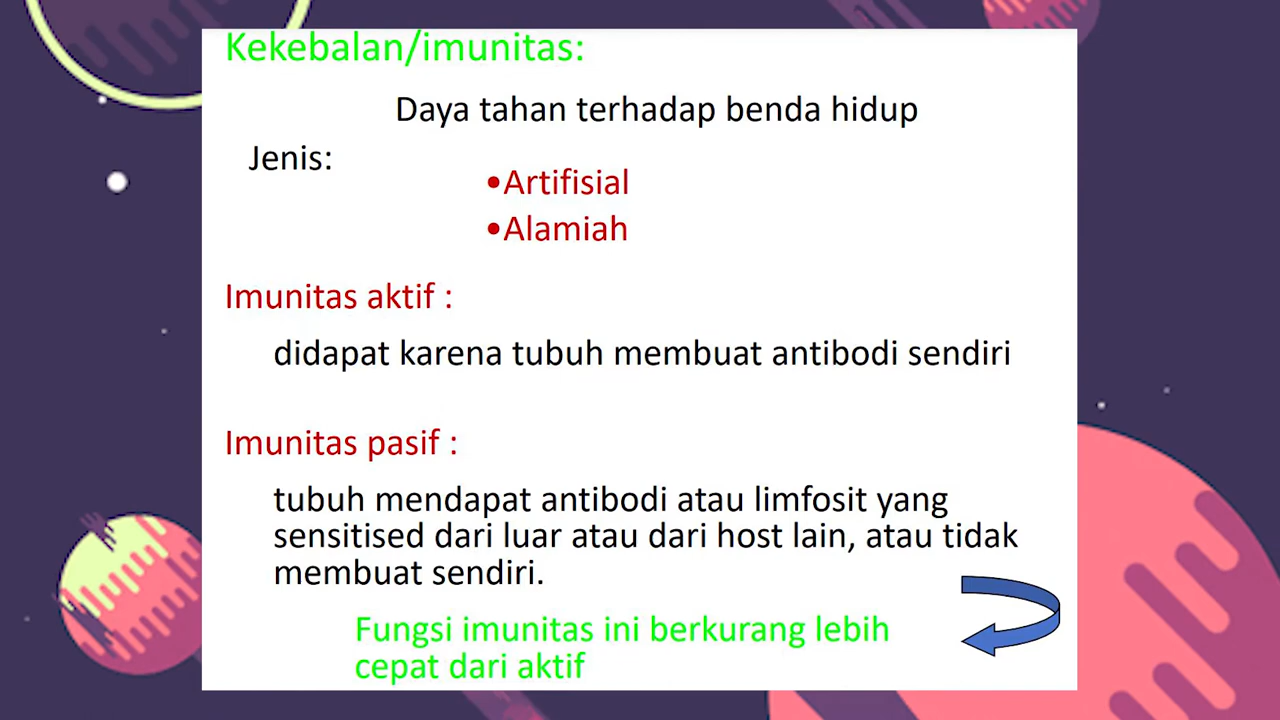 Kekebalan/imunitas:
Daya tahan terhadap benda hidup
Jenis:
•Artifisial
•Alamiah
Imunitas aktif :
didapat karena tubuh membuat antibodi sendiri
Imunitas pasif :
tubuh mendapat antibodi atau limfosit yang
sensitised dari luar atau dari host lain, atau tidak
membuat sendiri.
Fungsi imunitas ini berkurang lebih
cepat dari aktif